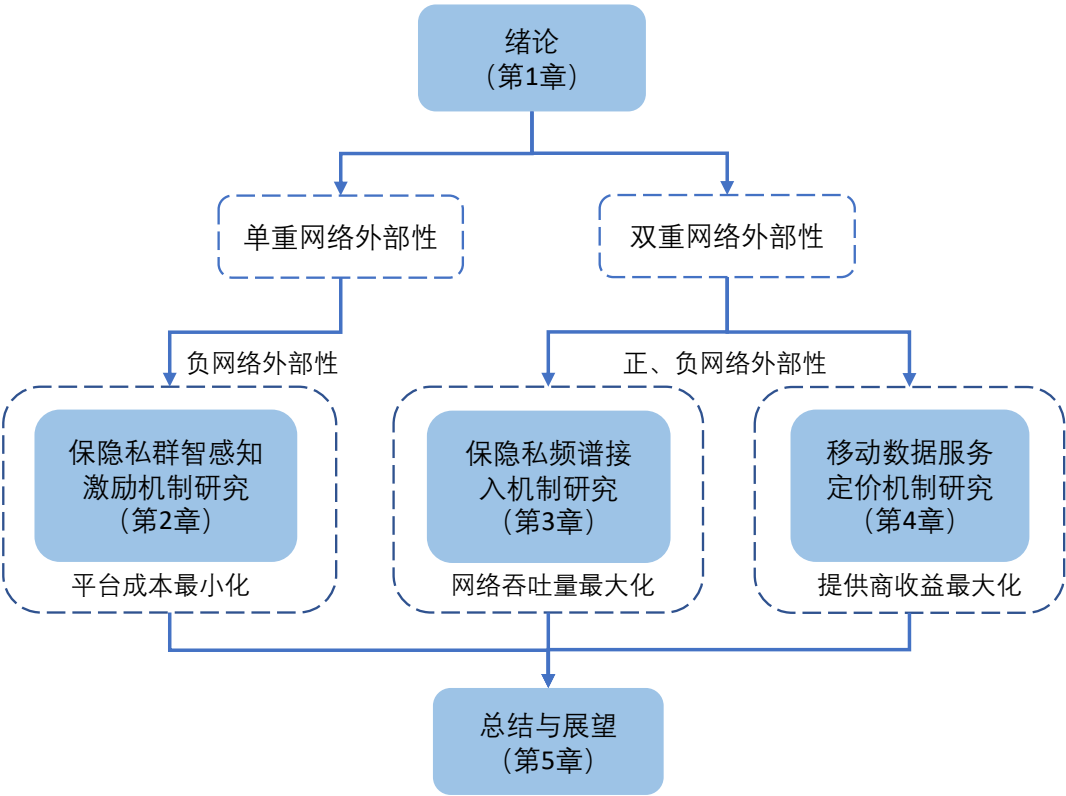 绪论
（第1章）
单重网络外部性
双重网络外部性
负网络外部性
正、负网络外部性
保隐私群智感知
激励机制研究
（第2章）
平台成本最小化
保隐私频谱接
入机制研究
（第3章）
网络吞吐量最大化
移动数据服务
定价机制研究
（第4章）
提供商收益最大化
总结与展望
（第5章）